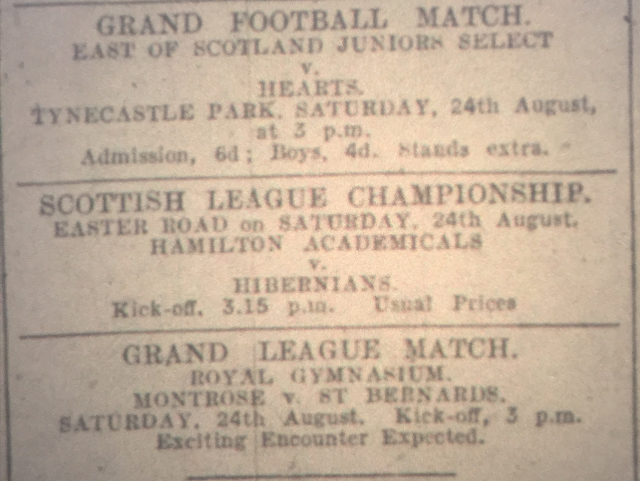 GRAND FOOTBALL MATCH.
EAST OF SCOTLAND JUNIORS SELECT
v.
HEARTS.
TYNECASTLE PARK, SATURDAY, 24th August,
at 3 p.m.
Admission, 6d; Boys, 4d. Stands extra.
SCOTTISH LEAGUE CHAMPIONSHIP.
EASTER ROAD on SATURDAY, 24th August.
HAMILTON ACADEMICALS
v.
HIBERNIANS.
Kick-off, 3.15 p.m. Usual Prices
GRAND LEAGUE MATCH.
ROYAL GYMNASIUM.
MONTROSE v. ST BERNARDS.
SATURDAY, 24th August. Kick-off, 3 p.m.
Exciting Encounter Expected.